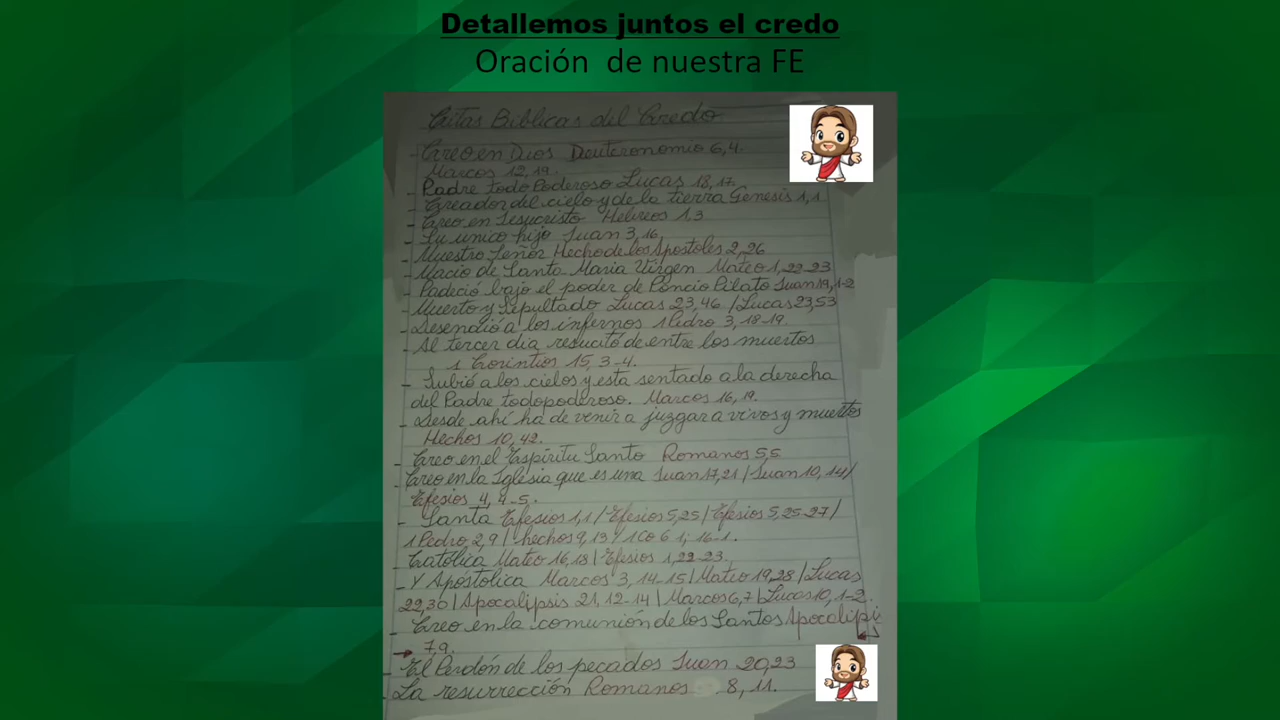 Detallemos juntos el credo
Oración de nuestra FE
Citas Biblicas del Credo
- Creo en Dios Deuteronomio 6,4.
Marcos 12,19.
- Padre todo Poderoso Lucas 18,17.
- Creador del cielo y de la tierra Genesis 1,1
- Creo en Jesucristo Hebreos 1,3
- Su unico hijo Juan 3,16
- Nuestro Señor Hecho de los Apostoles 2,26
- Nacio de Santa Maria Virgen Mateo 1,22-23
- Padeció bajo el poder de Poncio Pilato Juan 19,1-2
- Muerto y Sepultado Lucas 23,46 / Lucas 23,53
- Desendió a los infernos 1 Pedro 3,18-19.
- Al tercer dia resucitó de entre los muertos
1 Corintios 15, 3-4.
- Subió a los cielos y esta sentado a la derecha
del Padre todopoderoso. Marcos 16,19.
- Desde ahí ha de venir a juzgar a vivos y muertos
Hechos 10,42.
- Creo en el Espíritu Santo Romanos 5,5
- Creo en la Iglesia que es una Juan 17,21 / Juan 10,14/
Efesios 4, 4-5.
- Santa Efesios 1,1 / Efesios 5,25 / Efesios 5,25-27 /
1 Pedro, 2,9 / hechos 9,13 / 1 Co 6 1; 16-1.
Católica Mateo 16,18 / Efesios 1,22-23.
- Y Apostolica Marcos 3, 14-15 / Mateo 19,28 / Lucas
22,30 / Apocalipsis 21, 12-14 / Marcos 6,7 / Lucas 10, 1-2.
- Creo en la comunión de los Santos Apocalipsis
→ 7,9.
- El Perdón de los pecados Juan 20,23
- La resurrección Romanos 8, 11.